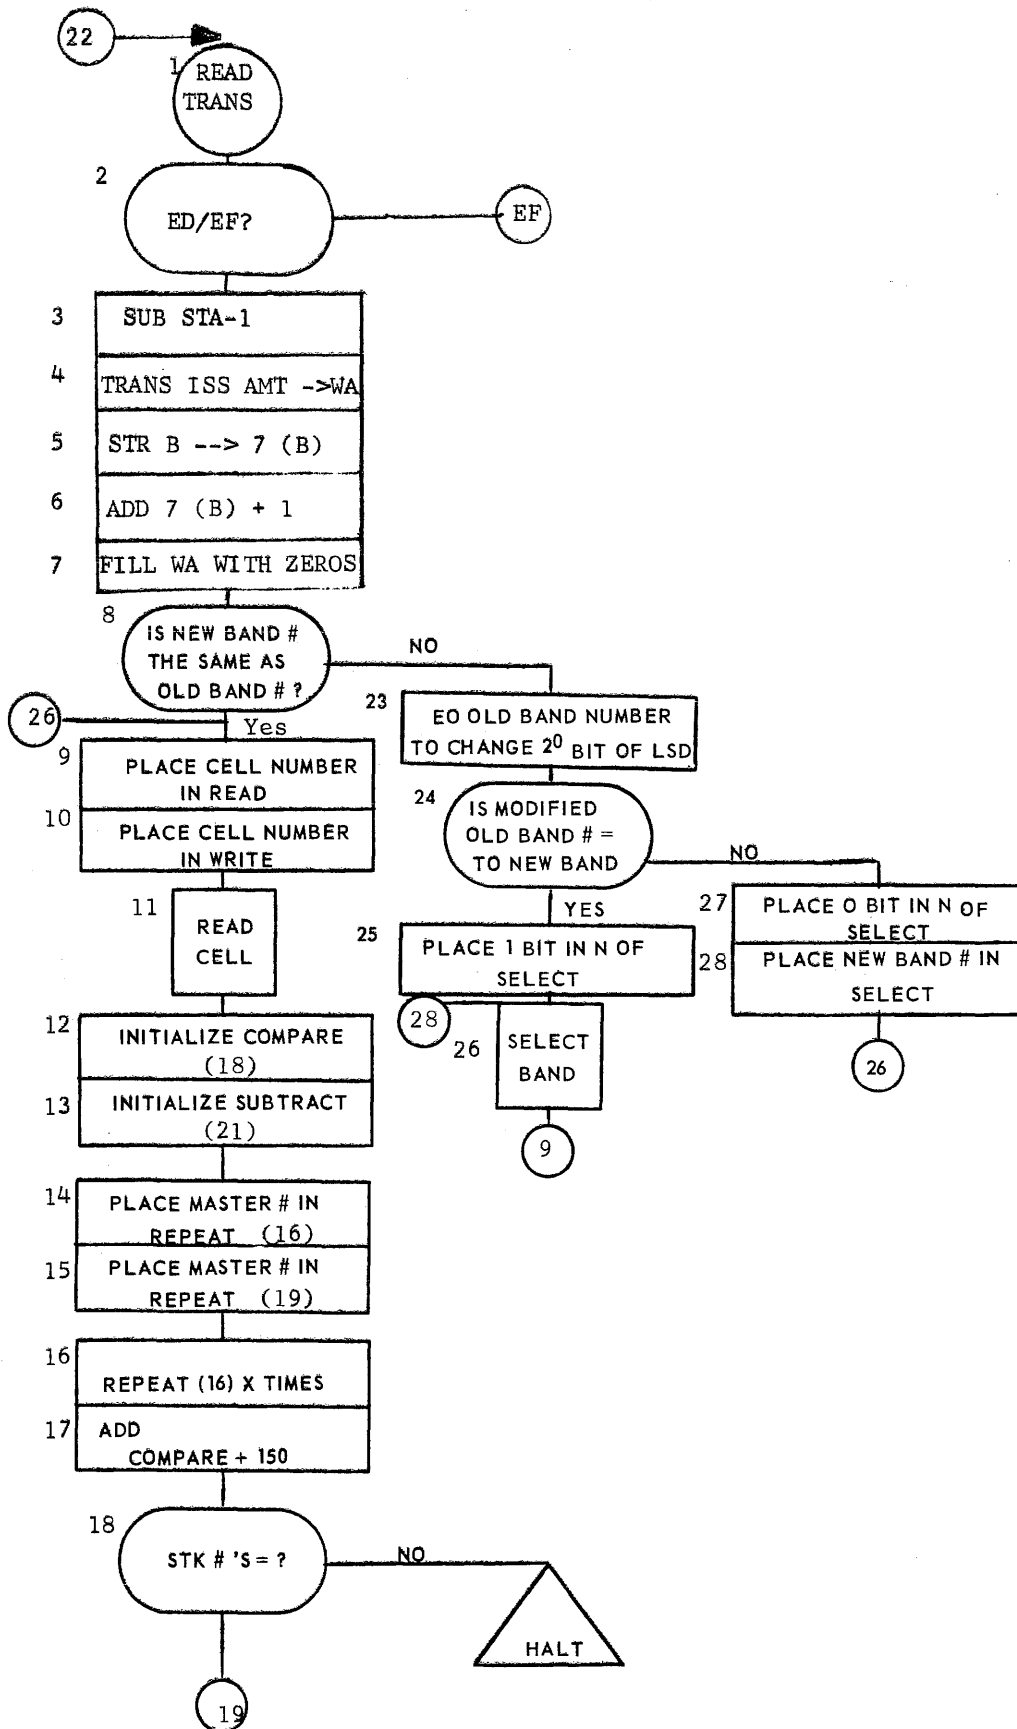 22
1 READ
TRANS
2
ED/EF?
EF
3 SUB STA-1
4 TRANS ISS AMT ->WA
5 STR B --> 7 (B)
6 ADD 7 (B) + 1
7 FILL WA WITH ZEROS
8
IS NEW BAND #
THE SAME AS
OLD BAND # ?
NO
26
Yes
9 PLACE CELL NUMBER
IN READ
10 PLACE CELL NUMBER
IN WRITE
11 READ
CELL
12 INITIALIZE COMPARE
(18)
13 INITIALIZE SUBTRACT
(21)
14 PLACE MASTER # IN
REPEAT (16)
15 PLACE MASTER # IN
REPEAT (19)
16
REPEAT (16) X TIMES
17 ADD
COMPARE + 150
18
STK # 'S = ?
NO
HALT
19
23 EO OLD BAND NUMBER
TO CHANGE 2⁰ BIT OF LSD
24 IS MODIFIED
OLD BAND # =
TO NEW BAND
NO
YES
25 PLACE 1 BIT IN N OF
SELECT
28
26 SELECT
BAND
9
27 PLACE O BIT IN N OF
SELECT
28 PLACE NEW BAND # IN
SELECT
26